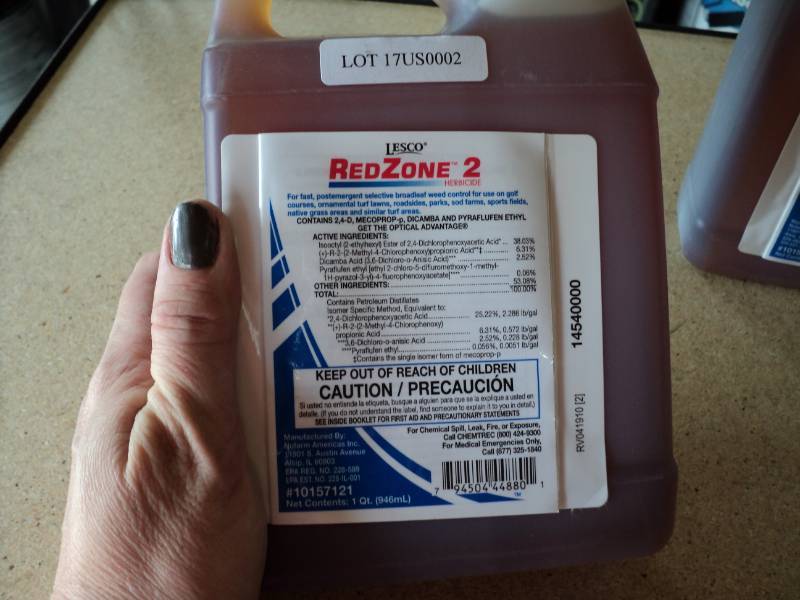 LOT 17US0002
LESCO®
REDZONE™ 2
HERBICIDE
For fast, postemergent selective broadleaf weed control for use on golf
courses, ornamental turf lawns, roadsides, parks, sod farms, sports fields,
native grass areas and similar turf areas.
CONTAINS 2,4-D, MECOPROP-p, DICAMBA AND PYRAFLUFEN ETHYL
GET THE OPTICAL ADVANTAGE®
ACTIVE INGREDIENTS:
Isooctyl (2-ethylhexyl) Ester of 2,4-Dichlorophenoxyacetic Acid* ... 38.03%
(+)-R-2-(2-Methyl-4-Chlorophenoxy)propionic Acid**‡ ... 6.31%
Dicamba Acid (3,6-Dichloro-o-Anisic Acid)*** ... 2.52%
Pyraflufen ethyl [ethyl 2-chloro-5-(4-chloro-5-difluromethoxy-1-methyl-
1H-pyrazol-3-yl)-4-fluorophenoxyacetate]**** ... 0.06%
OTHER INGREDIENTS: ... 53.08%
TOTAL: ... 100.00%
Contains Petroleum Distillates
Isomer Specific Method, Equivalent to:
*2,4-Dichlorophenoxyacetic Acid ... 25.22%, 2.286 lb/gal
**(+)-R-2-(2-Methyl-4-Chlorophenoxy)
propionic Acid ... 6.31%, 0.572 lb/gal
***3,6-Dichloro-o-anisic Acid ... 2.52%, 0.228 lb/gal
****Pyraflufen ethyl ... 0.056%, 0.0051 lb/gal
‡Contains the single isomer form of mecoprop-p
KEEP OUT OF REACH OF CHILDREN
CAUTION / PRECAUCIÓN
Si usted no entiende la etiqueta, busque a alguien para que se la explique a usted en
detalle. (If you do not understand the label, find someone to explain it to you in detail.)
SEE INSIDE BOOKLET FOR FIRST AID AND PRECAUTIONARY STATEMENTS
For Chemical Spill, Leak, Fire, or Exposure,
Call CHEMTREC (800) 424-9300
For Medical Emergencies Only,
Call (877) 325-1840
Manufactured By:
Nufarm Americas Inc.
11901 S. Austin Avenue
Alsip, IL 60803
EPA REG. NO. 228-598
EPA EST. NO. 228-IL-001
#10157121
Net Contents: 1 Qt. (946mL)
7 94504 44880 1
™
14540000
RV041910 [2]